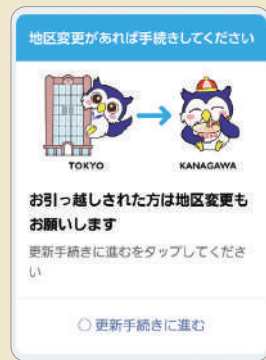 地区変更があれば手続きしてください
TOKYO
KANAGAWA
お引っ越しされた方は地区変更も
お願いします
更新手続きに進むをタップしてくださ
い
更新手続きに進む